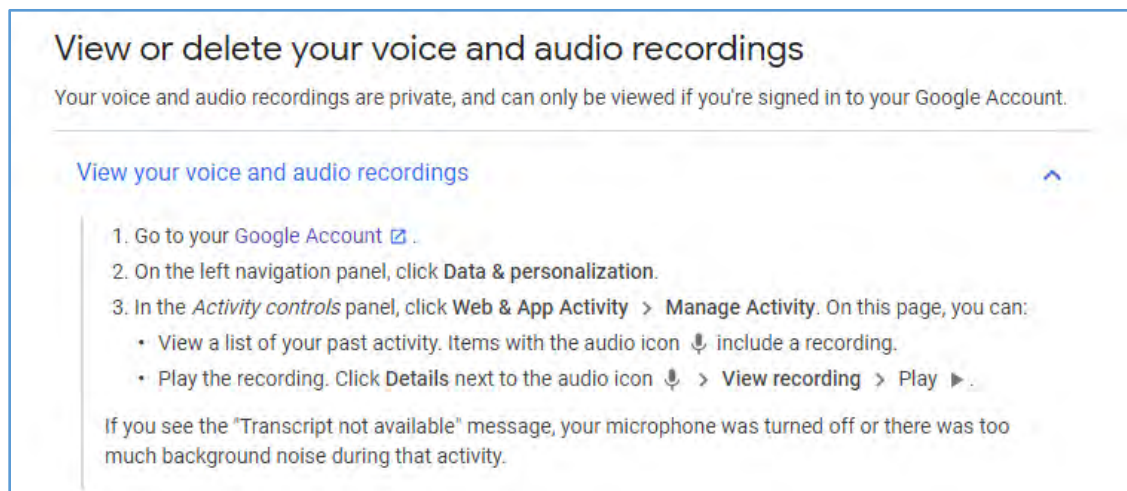 View or delete your voice and audio recordings
Your voice and audio recordings are private, and can only be viewed if you're signed in to your Google Account.
View your voice and audio recordings
1. Go to your Google Account .
2. On the left navigation panel, click Data & personalization.
3. In the Activity controls panel, click Web & App Activity > Manage Activity. On this page, you can:
• View a list of your past activity. Items with the audio icon include a recording.
• Play the recording. Click Details next to the audio icon > View recording > Play ▶ .
If you see the "Transcript not available" message, your microphone was turned off or there was too
much background noise during that activity.